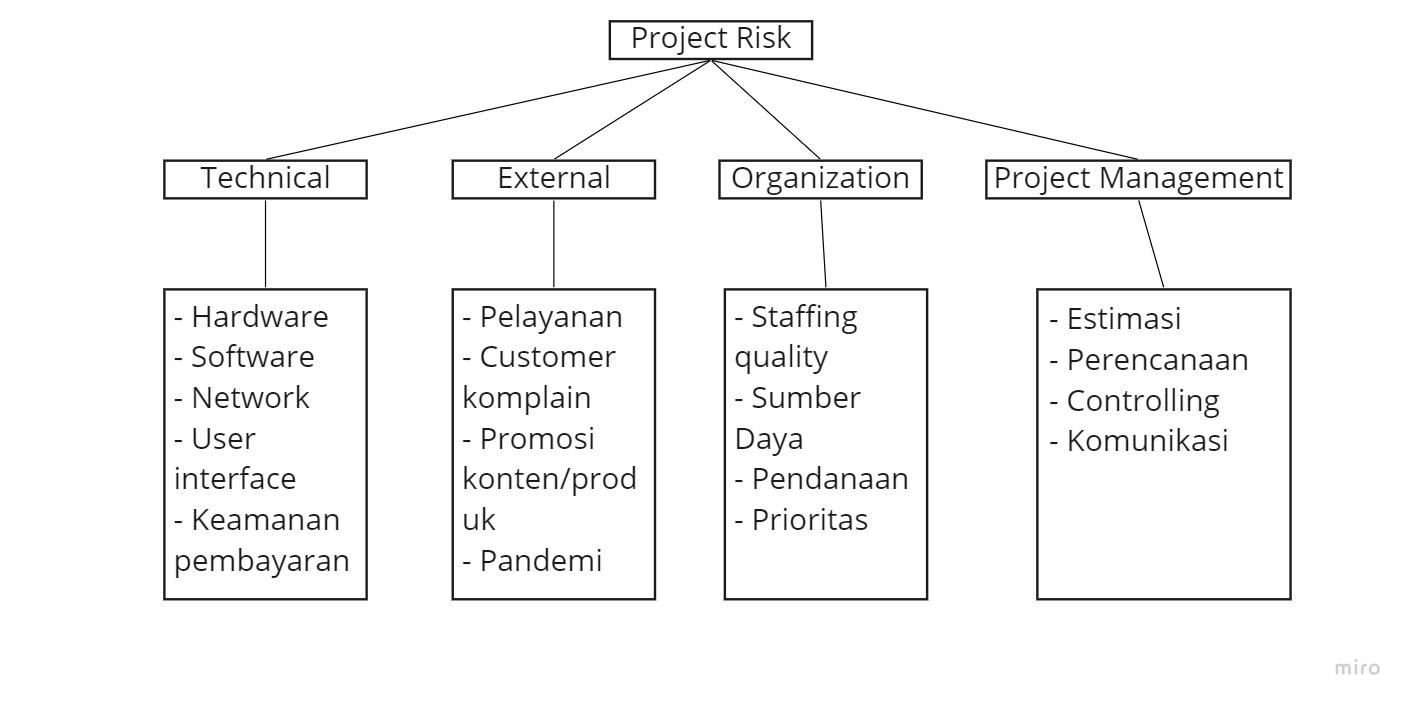 Project Risk
Technical
External
Organization
Project Management
- Hardware
- Software
- Network
- User
interface
- Keamanan
pembayaran
- Pelayanan
- Customer
komplain
- Promosi
konten/prod
uk
- Pandemi
- Staffing
quality
- Sumber
Daya
- Pendanaan
- Prioritas
- Estimasi
- Perencanaan
- Controlling
- Komunikasi
miro